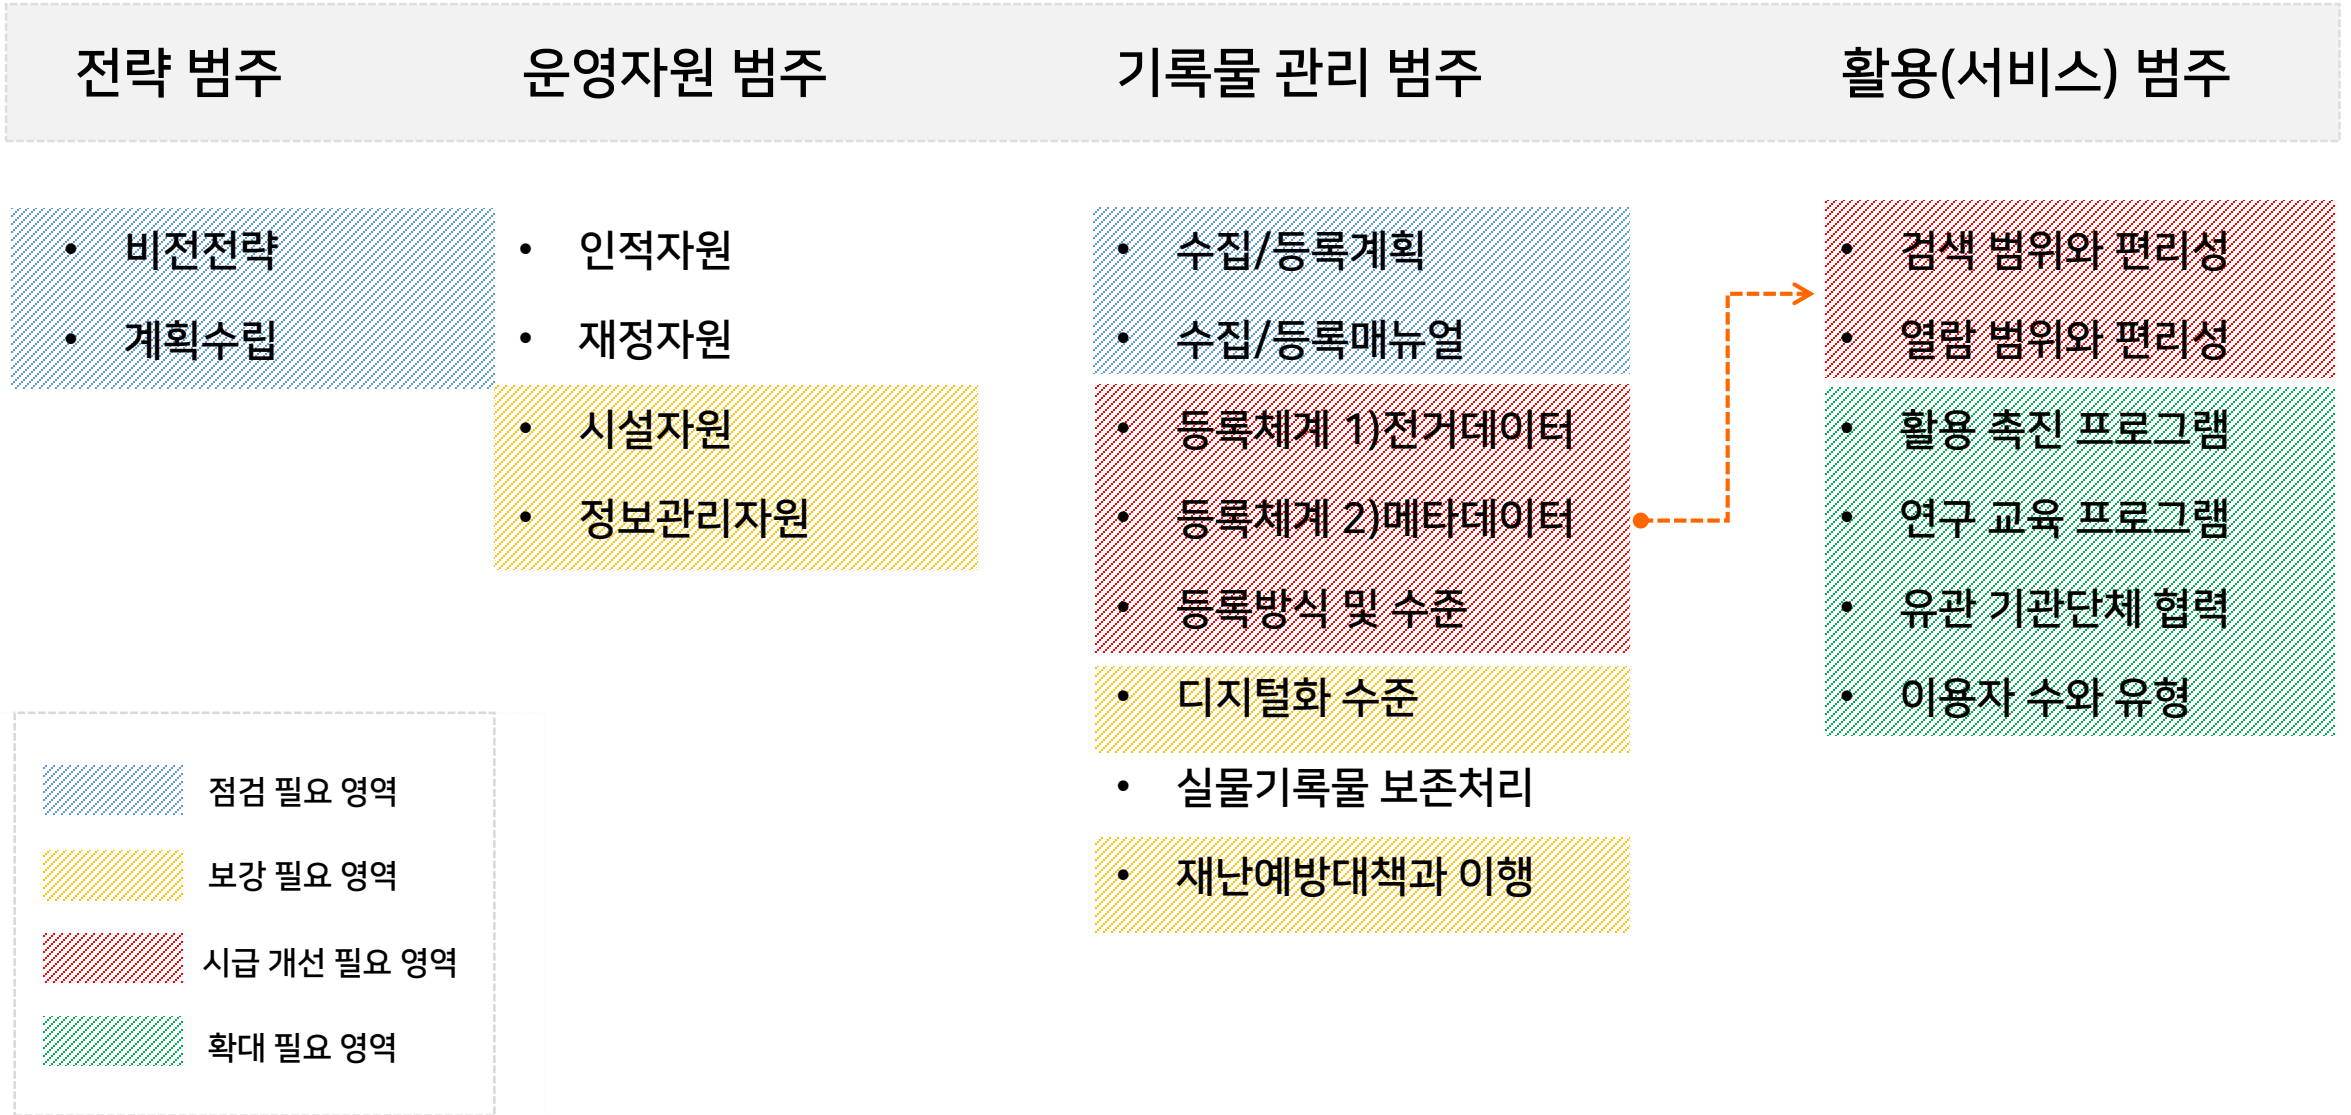 전략 범주
운영자원 범주
기록물 관리 범주
활용(서비스) 범주
• 비전전략
• 계획수립
• 인적자원
• 재정자원
• 시설자원
• 정보관리자원
• 수집/등록계획
• 수집/등록매뉴얼
• 등록체계 1)전거데이터
• 등록체계 2)메타데이터
• 등록방식 및 수준
• 디지털화 수준
• 실물기록물 보존처리
• 재난예방대책과 이행
• 검색 범위와 편리성
• 열람 범위와 편리성
• 활용 촉진 프로그램
• 연구 교육 프로그램
• 유관 기관단체 협력
• 이용자 수와 유형
점검 필요 영역
보강 필요 영역
시급 개선 필요 영역
확대 필요 영역